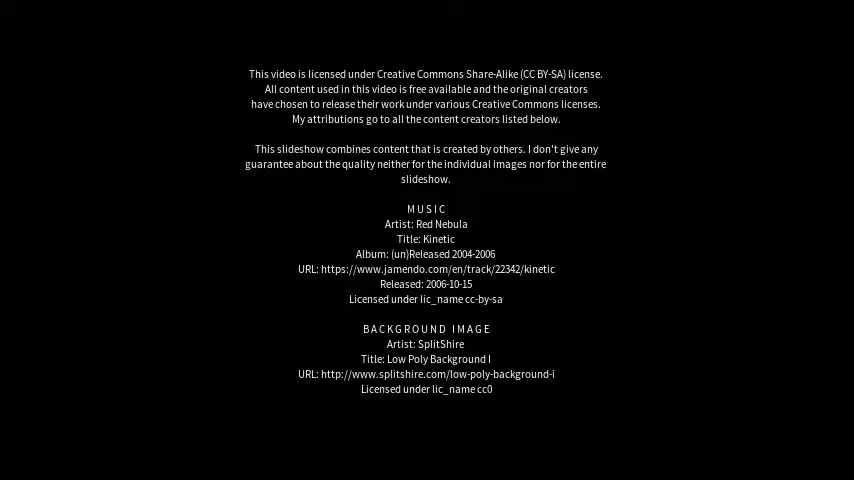 This video is licensed under Creative Commons Share-Alike (CC BY-SA) license.
All content used in this video is free available and the original creators
have chosen to release their work under various Creative Commons licenses.
My attributions go to all the content creators listed below.
This slideshow combines content that is created by others. I don't give any
guarantee about the quality neither for the individual images nor for the entire
slideshow.
MUSIC
Artist: Red Nebula
Title: Kinetic
Album: (un)Released 2004-2006
URL: https://www.jamendo.com/en/track/22342/kinetic
Released: 2006-10-15
Licensed under lic_name cc-by-sa
BACKGROUND IMAGE
Artist: SplitShire
Title: Low Poly Background I
URL: http://www.splitshire.com/low-poly-background-i
Licensed under lic_name cc0